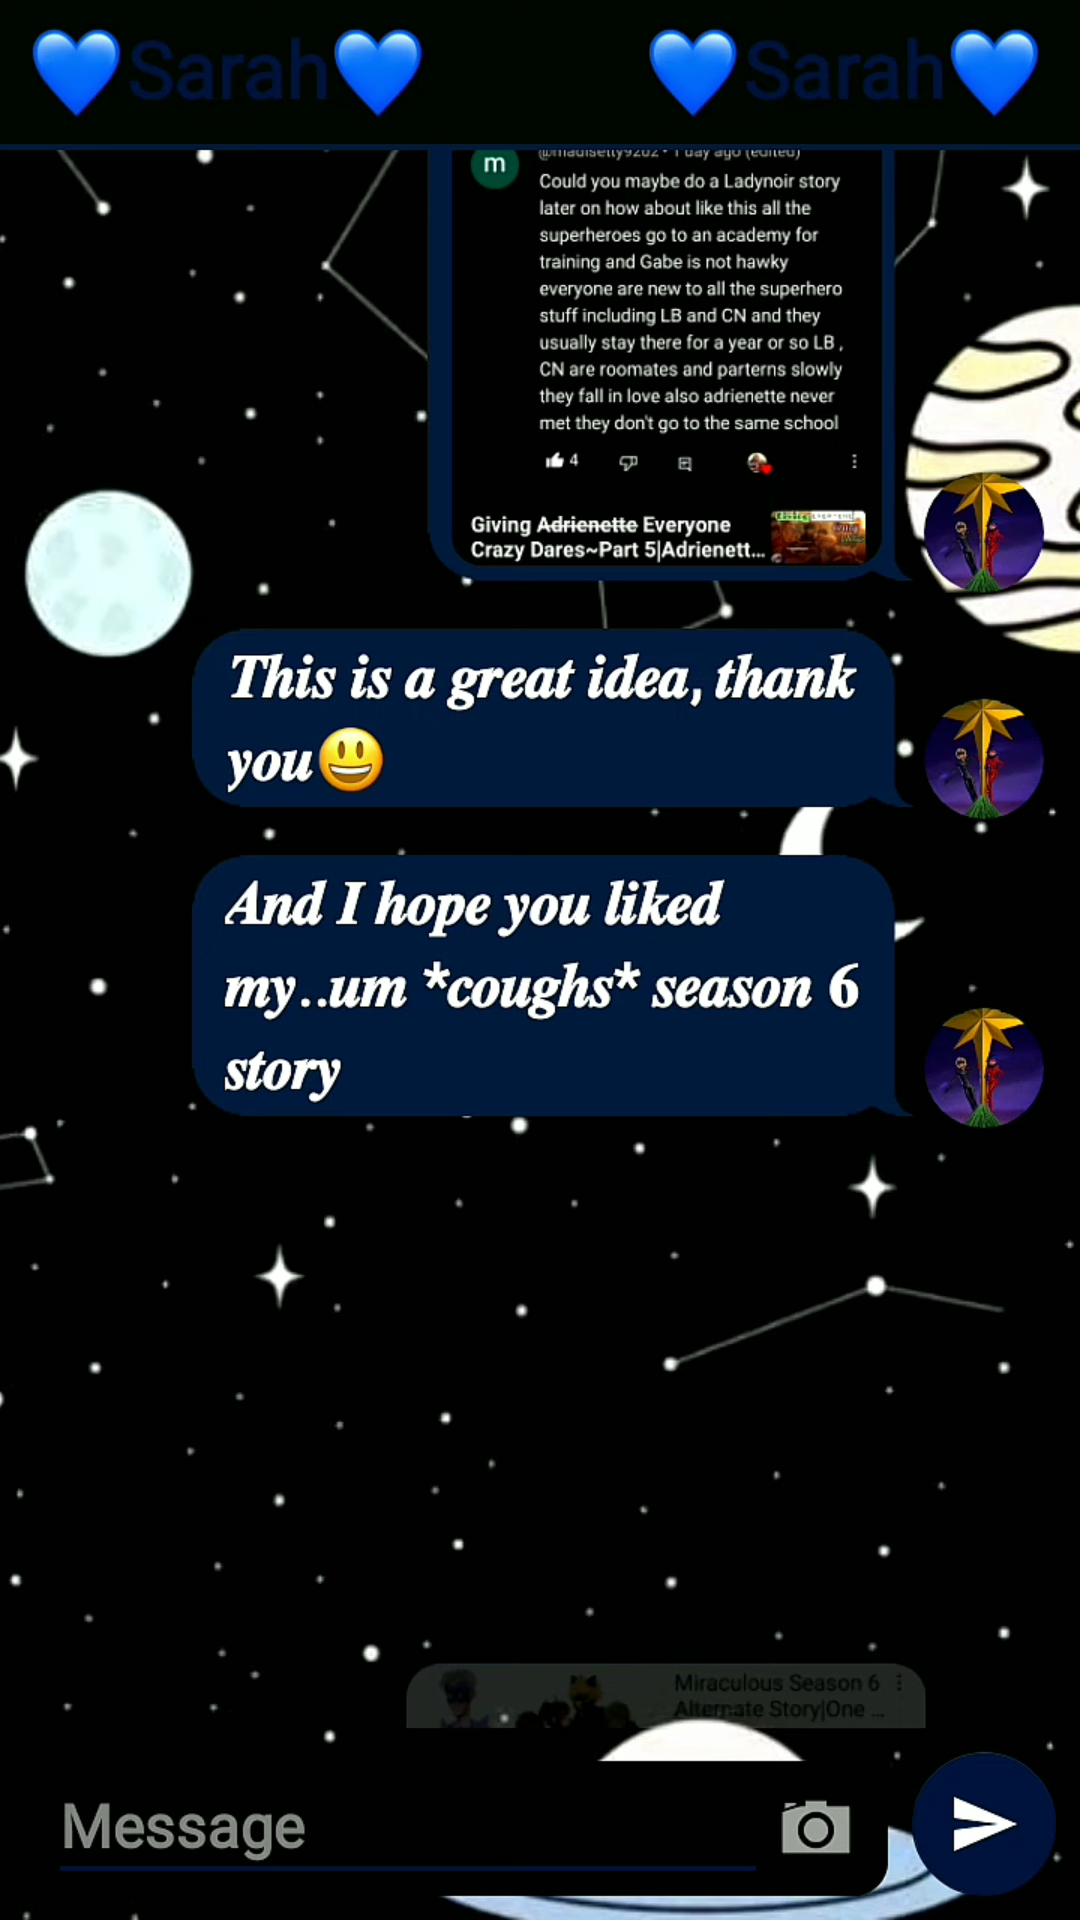 💙Sarah💙 💙Sarah💙
m
@madisetty9262 • 1 day ago (edited)
Could you maybe do a Ladynoir story
later on how about like this all the
superheroes go to an academy for
training and Gabe is not hawky
everyone are new to all the superhero
stuff including LB and CN and they
usually stay there for a year or so LB ,
CN are roomates and parterns slowly
they fall in love also adrienette never
met they don't go to the same school
4
Giving Adrienette Everyone
Crazy Dares~Part 5|Adrienett...
This is a great idea, thank
you😃
And I hope you liked
my..um *coughs* season 6
story
Miraculous Season 6
Alternate Story|One ...
Message